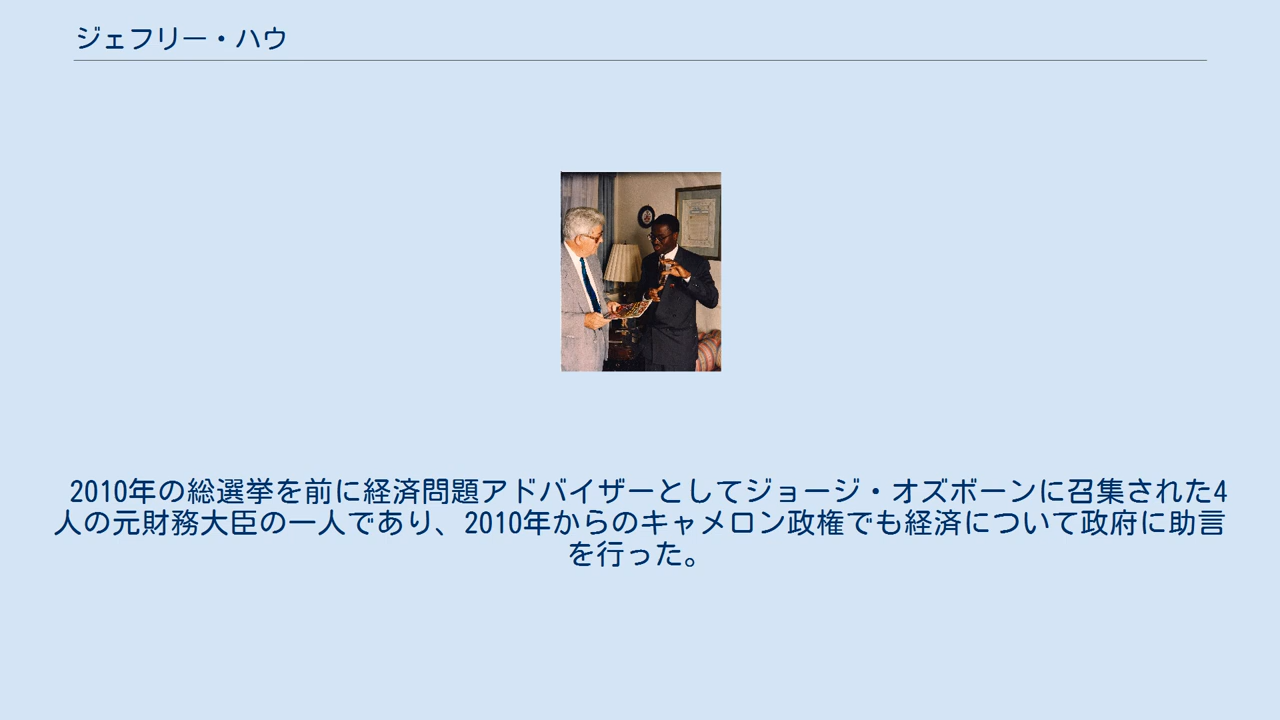 ジェフリー・ハウ
2010年の総選挙を前に経済問題アドバイザーとしてジョージ・オズボーンに召集された4
人の元財務大臣の一人であり、2010年からのキャメロン政権でも経済について政府に助言
を行った。